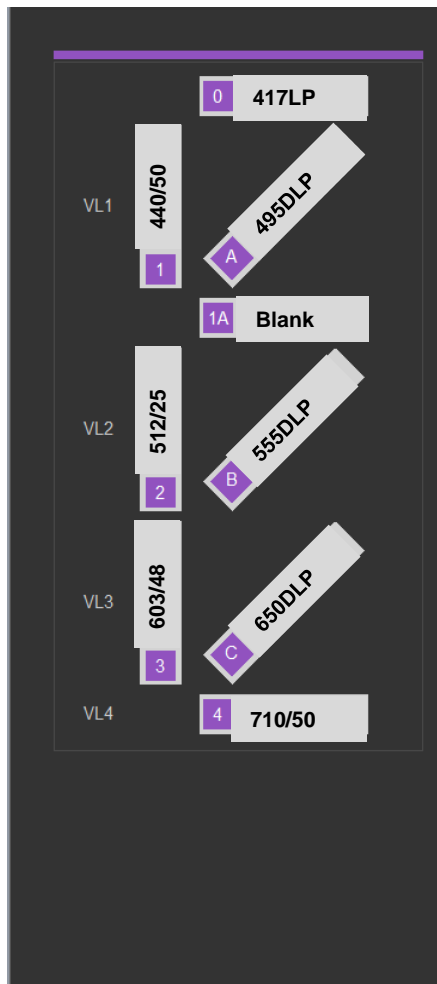 0 417LP
VL1 440/50 495DLP
1 A
1A Blank
VL2 512/25 555DLP
2 B
VL3 603/48 650DLP
3 C
VL4 4 710/50